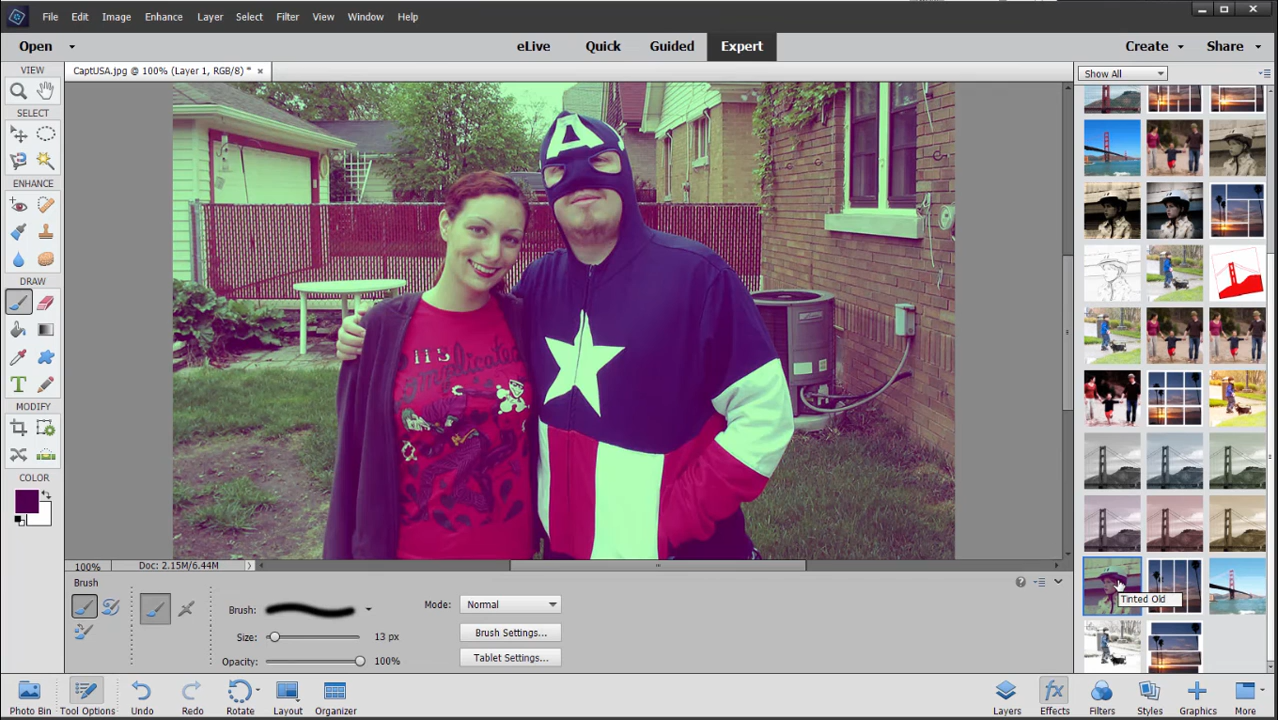 File Edit Image Enhance Layer Select Filter View Window Help
Open eLive Quick Guided Expert Create Share
CaptUSA.jpg @ 100% (Layer 1, RGB/8) * ×
Show All
VIEW
SELECT
ENHANCE
DRAW
MODIFY
COLOR
A
115
mplicated
Tinted Old
100% Doc: 2.15M/6.44M
Brush
Brush: Mode: Normal
Size: 13 px Brush Settings...
Opacity: 100% Tablet Settings...
Photo Bin Tool Options Undo Redo Rotate Layout Organizer Layers Effects Filters Styles Graphics More